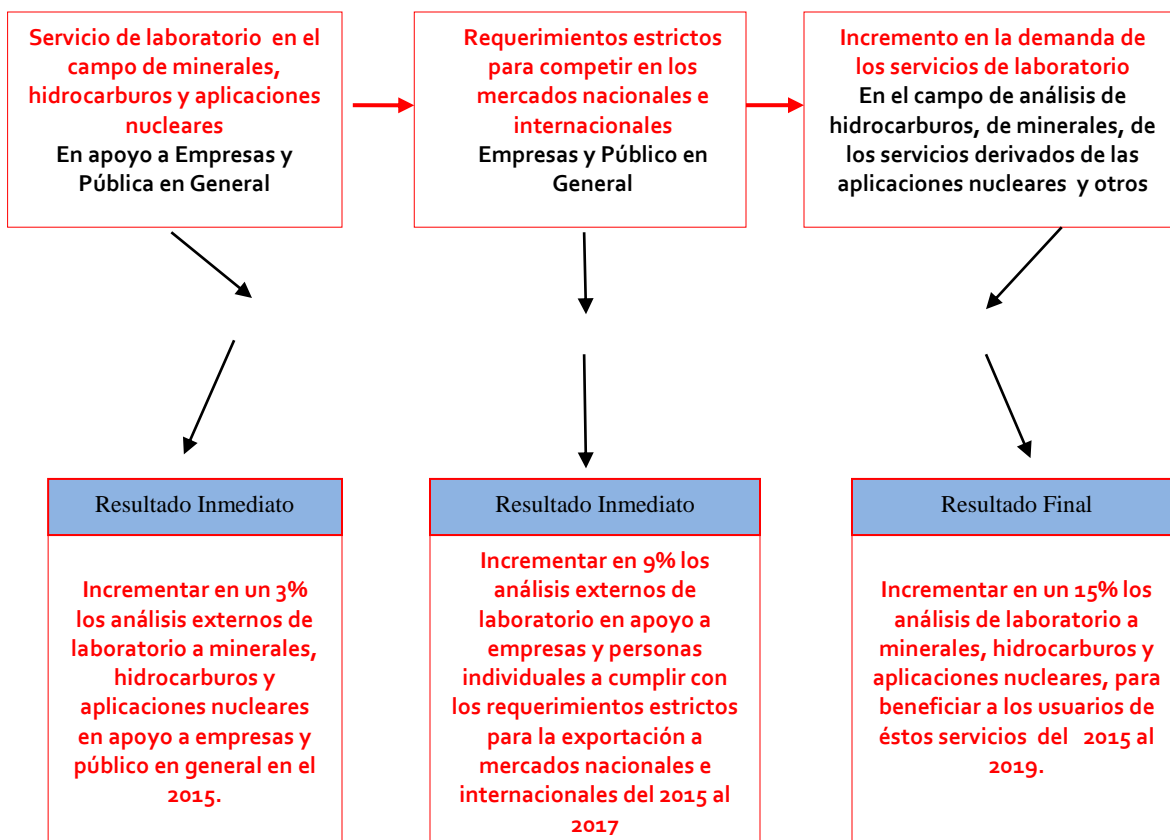 Servicio de laboratorio en el
campo de minerales,
hidrocarburos y aplicaciones
nucleares
En apoyo a Empresas y
Pública en General
Requerimientos estrictos
para competir en los
mercados nacionales e
internacionales
Empresas y Público en
General
Incremento en la demanda de
los servicios de laboratorio
En el campo de análisis de
hidrocarburos, de minerales, de
los servicios derivados de las
aplicaciones nucleares y otros
Resultado Inmediato
Incrementar en un 3%
los análisis externos de
laboratorio a minerales,
hidrocarburos y
aplicaciones nucleares
en apoyo a empresas y
público en general en el
2015.
Resultado Inmediato
Incrementar en 9% los
análisis externos de
laboratorio en apoyo a
empresas y personas
individuales a cumplir con
los requerimientos estrictos
para la exportación a
mercados nacionales e
internacionales del 2015 al
2017
Resultado Final
Incrementar en un 15% los
análisis de laboratorio a
minerales, hidrocarburos y
aplicaciones nucleares, para
beneficiar a los usuarios de
éstos servicios del 2015 al
2019.